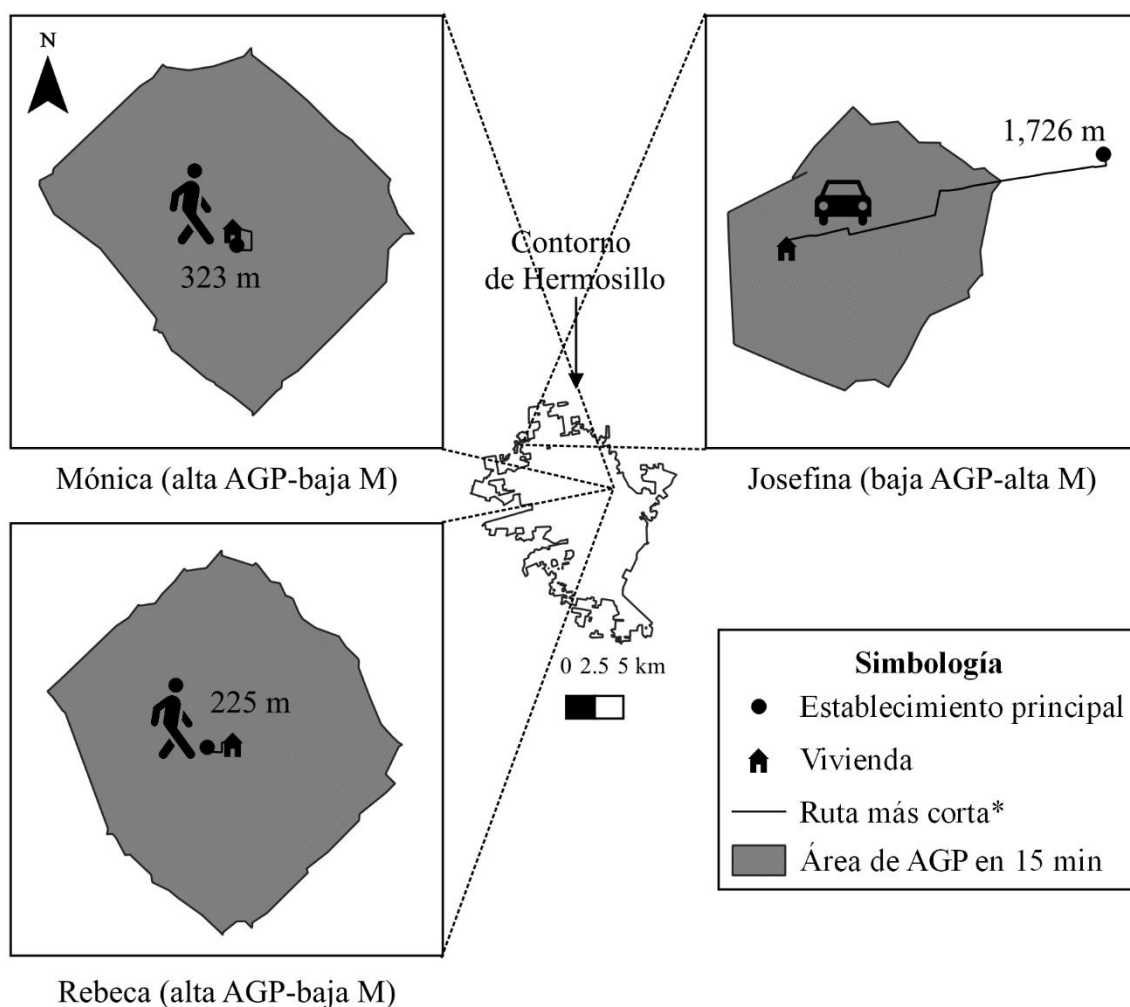 N
323 m
Mónica (alta AGP-baja M)
1,726 m
Josefina (baja AGP-alta M)
Contorno
de Hermosillo
0 2.5 5 km
225 m
Rebeca (alta AGP-baja M)
Simbología
Establecimiento principal
Vivienda
Ruta más corta*
Área de AGP en 15 min